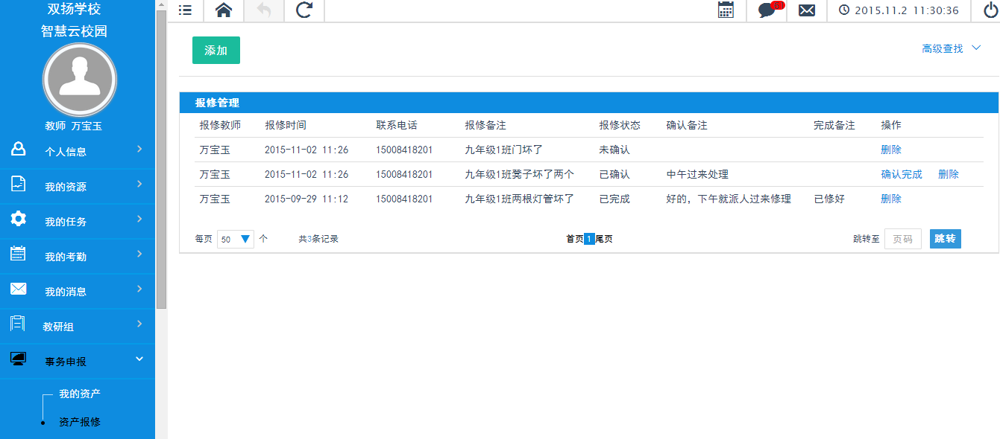 双扬学校
智慧云校园
教师 万宝玉
个人信息
我的资源
我的任务
我的考勤
我的消息
教研组
事务申报
我的资产
资产报修
2015.11.2 11:30:36
添加
高级查找
报修管理
报修教师 报修时间 联系电话 报修备注 报修状态 确认备注 完成备注 操作
万宝玉 2015-11-02 11:26 15008418201 九年级1班门坏了 未确认 删除
万宝玉 2015-11-02 11:26 15008418201 九年级1班凳子坏了两个 已确认 中午过来处理 确认完成 删除
万宝玉 2015-09-29 11:12 15008418201 九年级1班两根灯管坏了 已完成 好的，下午就派人过来修理 已修好 删除
每页 50 个 共3条记录 首页 1 尾页 跳转至 页码 跳转